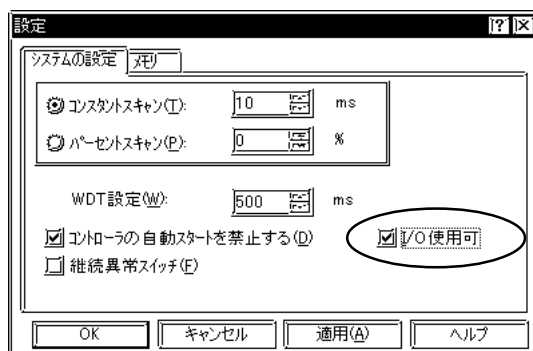 設定
システムの設定 メモリ
コンスタントスキャン(T): 10 ms
パーセントスキャン(P): 0 %
WDT設定(W): 500 ms
コントローラの自動スタートを禁止する(D) I/O使用可
継続異常スイッチ(F)
OK キャンセル 適用(A) ヘルプ